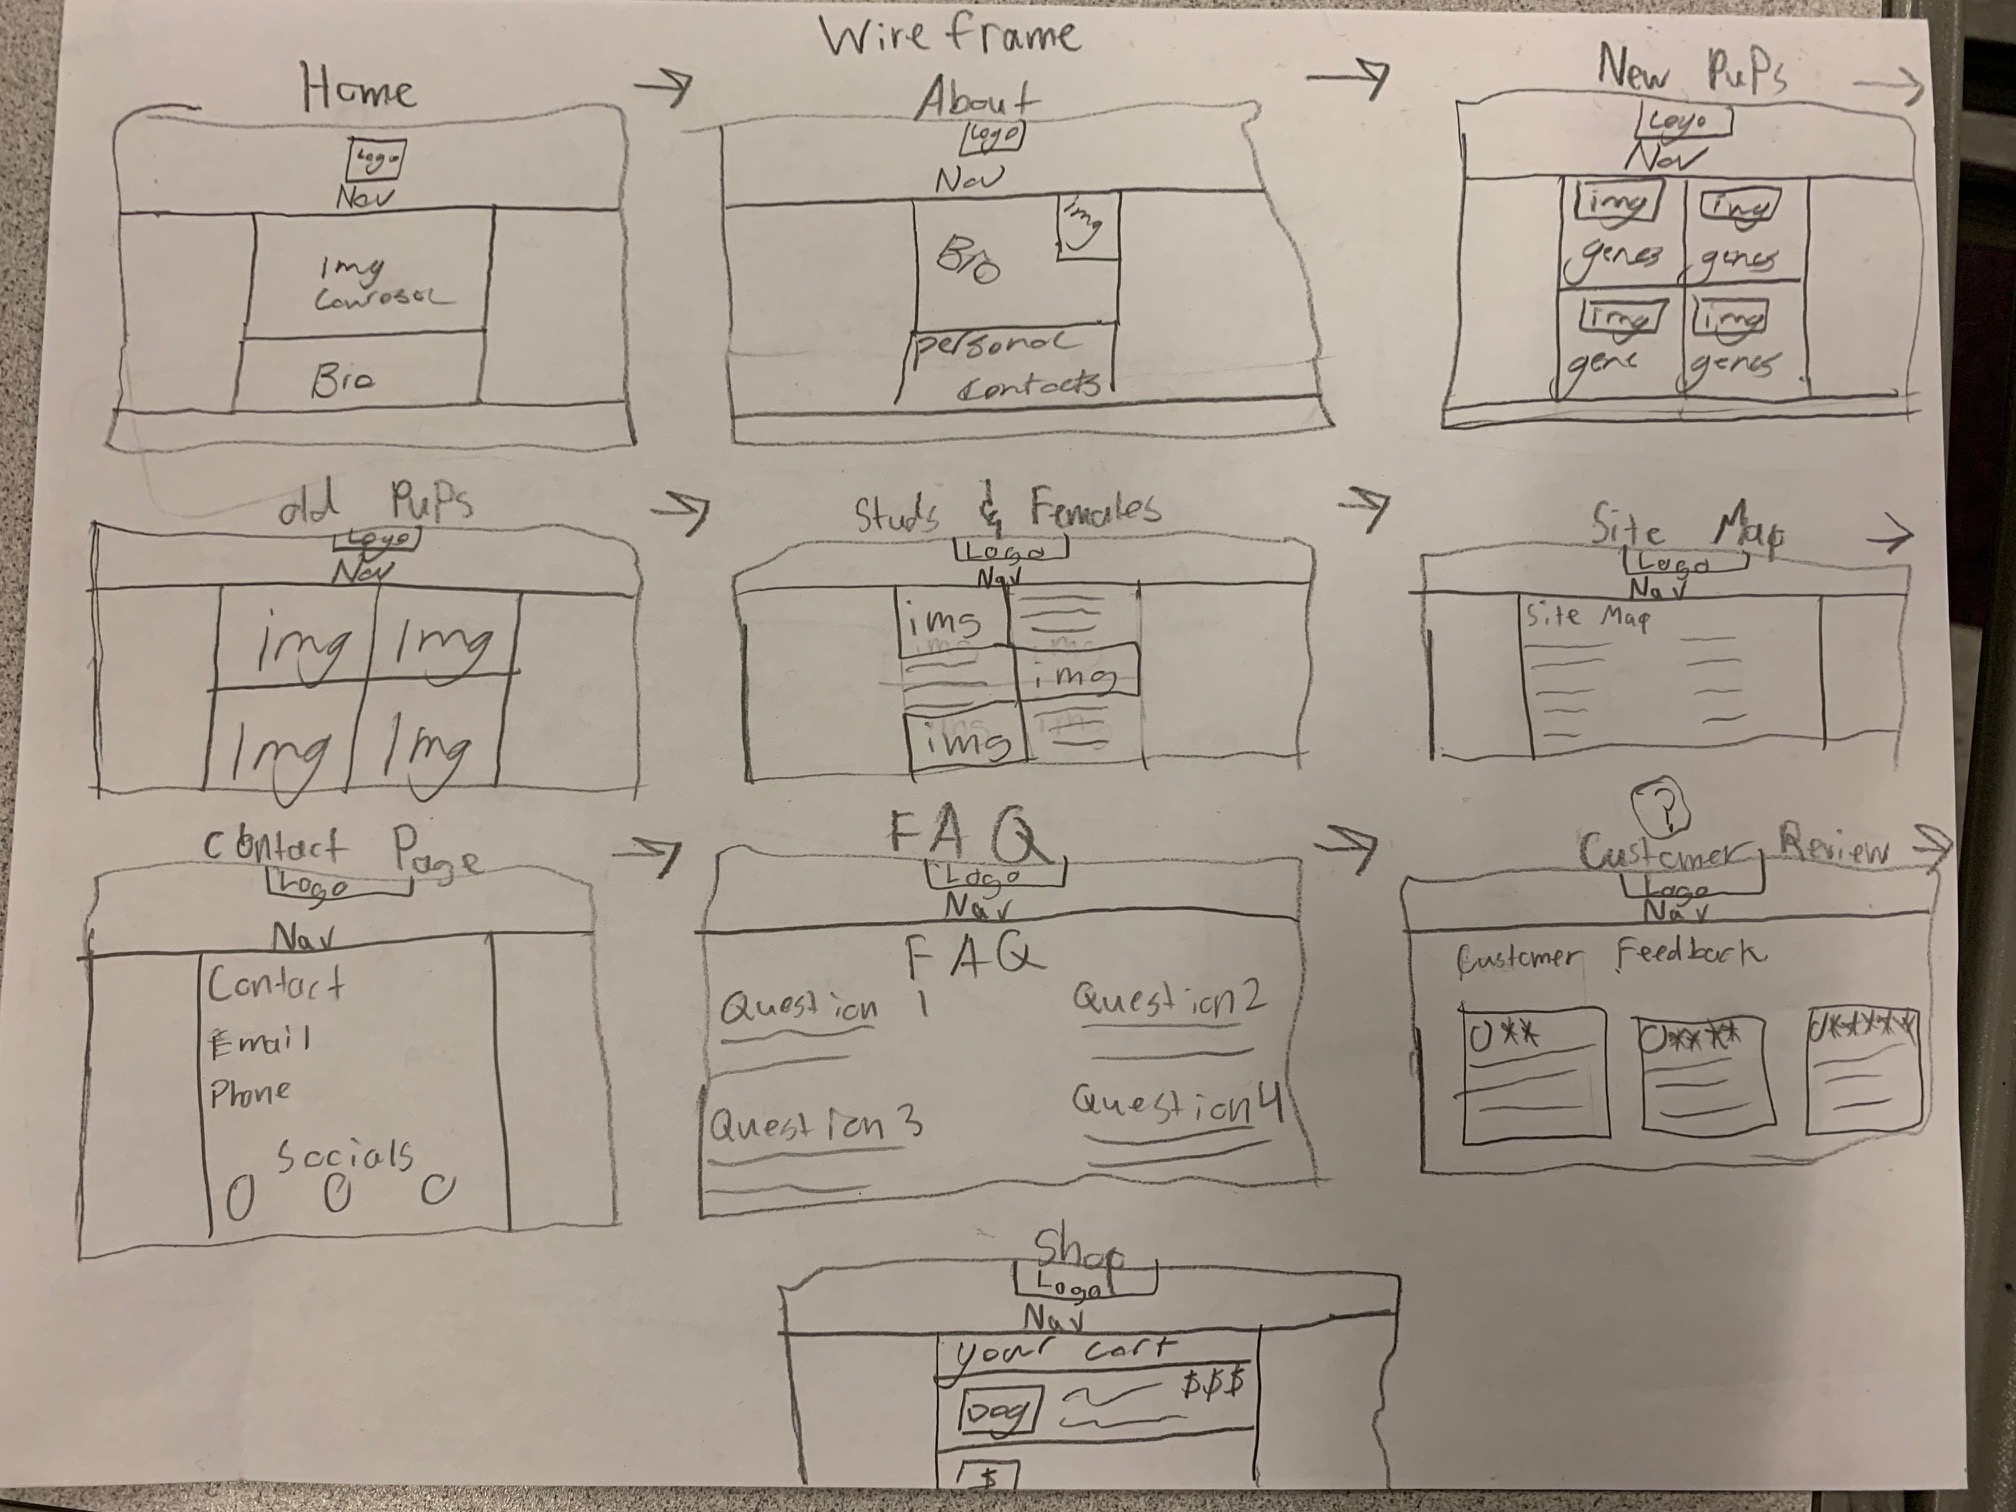 Wireframe
Home → About → New PuPs →
Logo
Nav
img
Bio
Logo
Nav
img
Bio
personal
contacts
Logo
Nav
img img
genes genes
img img
gene genes
Old PuPs → Studs & Females → Site Map →
Logo
Nav
img Img
Img Img
Logo
Nav
img
img
img
Logo
Nav
Site Map
Contact Page → FAQ → ? Customer Review →
Logo
Nav
Contact
Email
Phone
Socials
Logo
Nav
FAQ
Question 1 Question 2
Question 3 Question 4
Logo
Nav
Customer Feedback
O** O**** O*****
Shop
Logo
Nav
your cart
Dog $$$
$